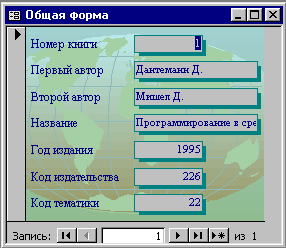 Общая форма
Номер книги 1
Первый автор Дантеманн Д.
Второй автор Мишел Д.
Название Программирование в сре
Год издания 1995
Код издательства 226
Код тематики 22
Запись: 1 из 1